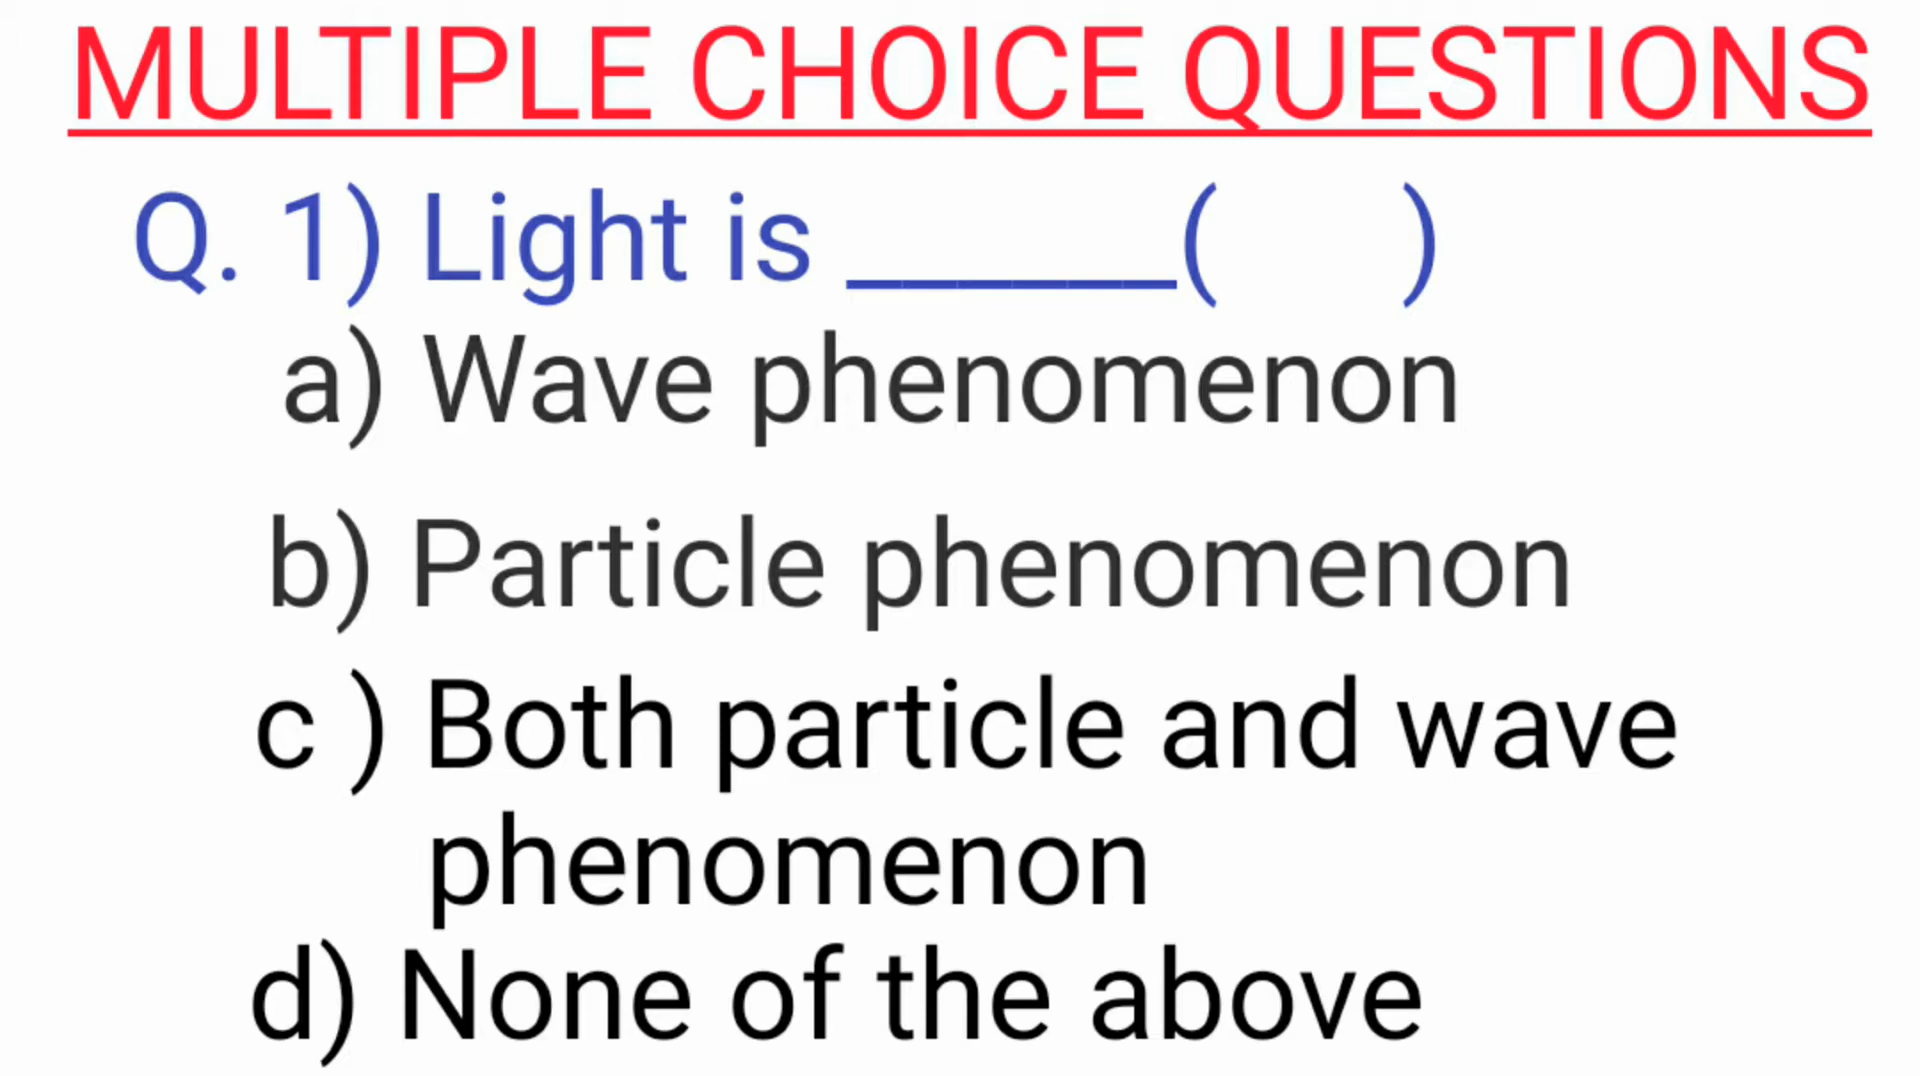 MULTIPLE CHOICE QUESTIONS
Q. 1) Light is ______( )
a) Wave phenomenon
b) Particle phenomenon
c ) Both particle and wave
phenomenon
d) None of the above